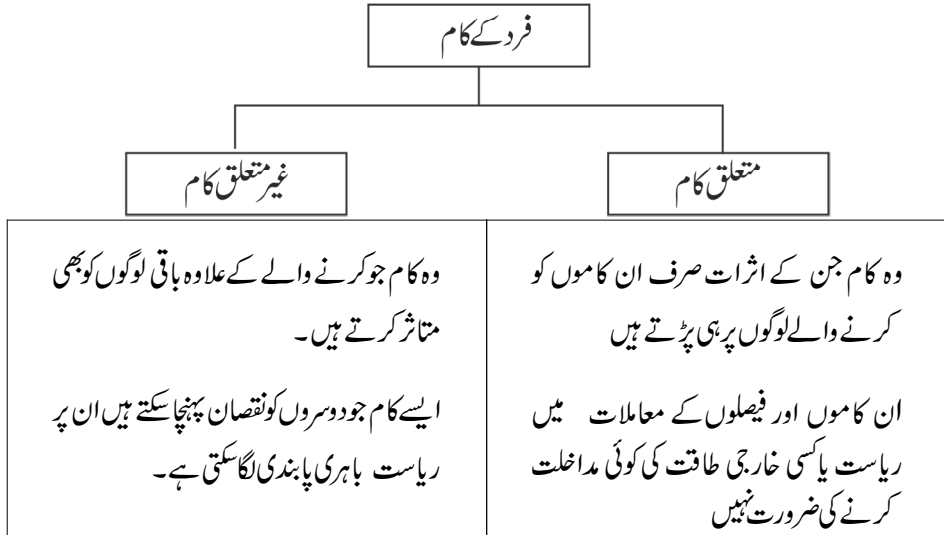 فرد کے کام
متعلق کام
غیر متعلق کام
وہ کام جن کے اثرات صرف ان کاموں کو
کرنے والے لوگوں پر ہی پڑتے ہیں
ان کاموں اور فیصلوں کے معاملات میں
ریاست یا کسی خارجی طاقت کی کوئی مداخلت
کرنے کی ضرورت نہیں
وہ کام جو کرنے والے کے علاوہ باقی لوگوں کو بھی
متاثر کرتے ہیں۔
ایسے کام جو دوسروں کو نقصان پہنچا سکتے ہیں ان پر
ریاست باہری پابندی لگا سکتی ہے۔